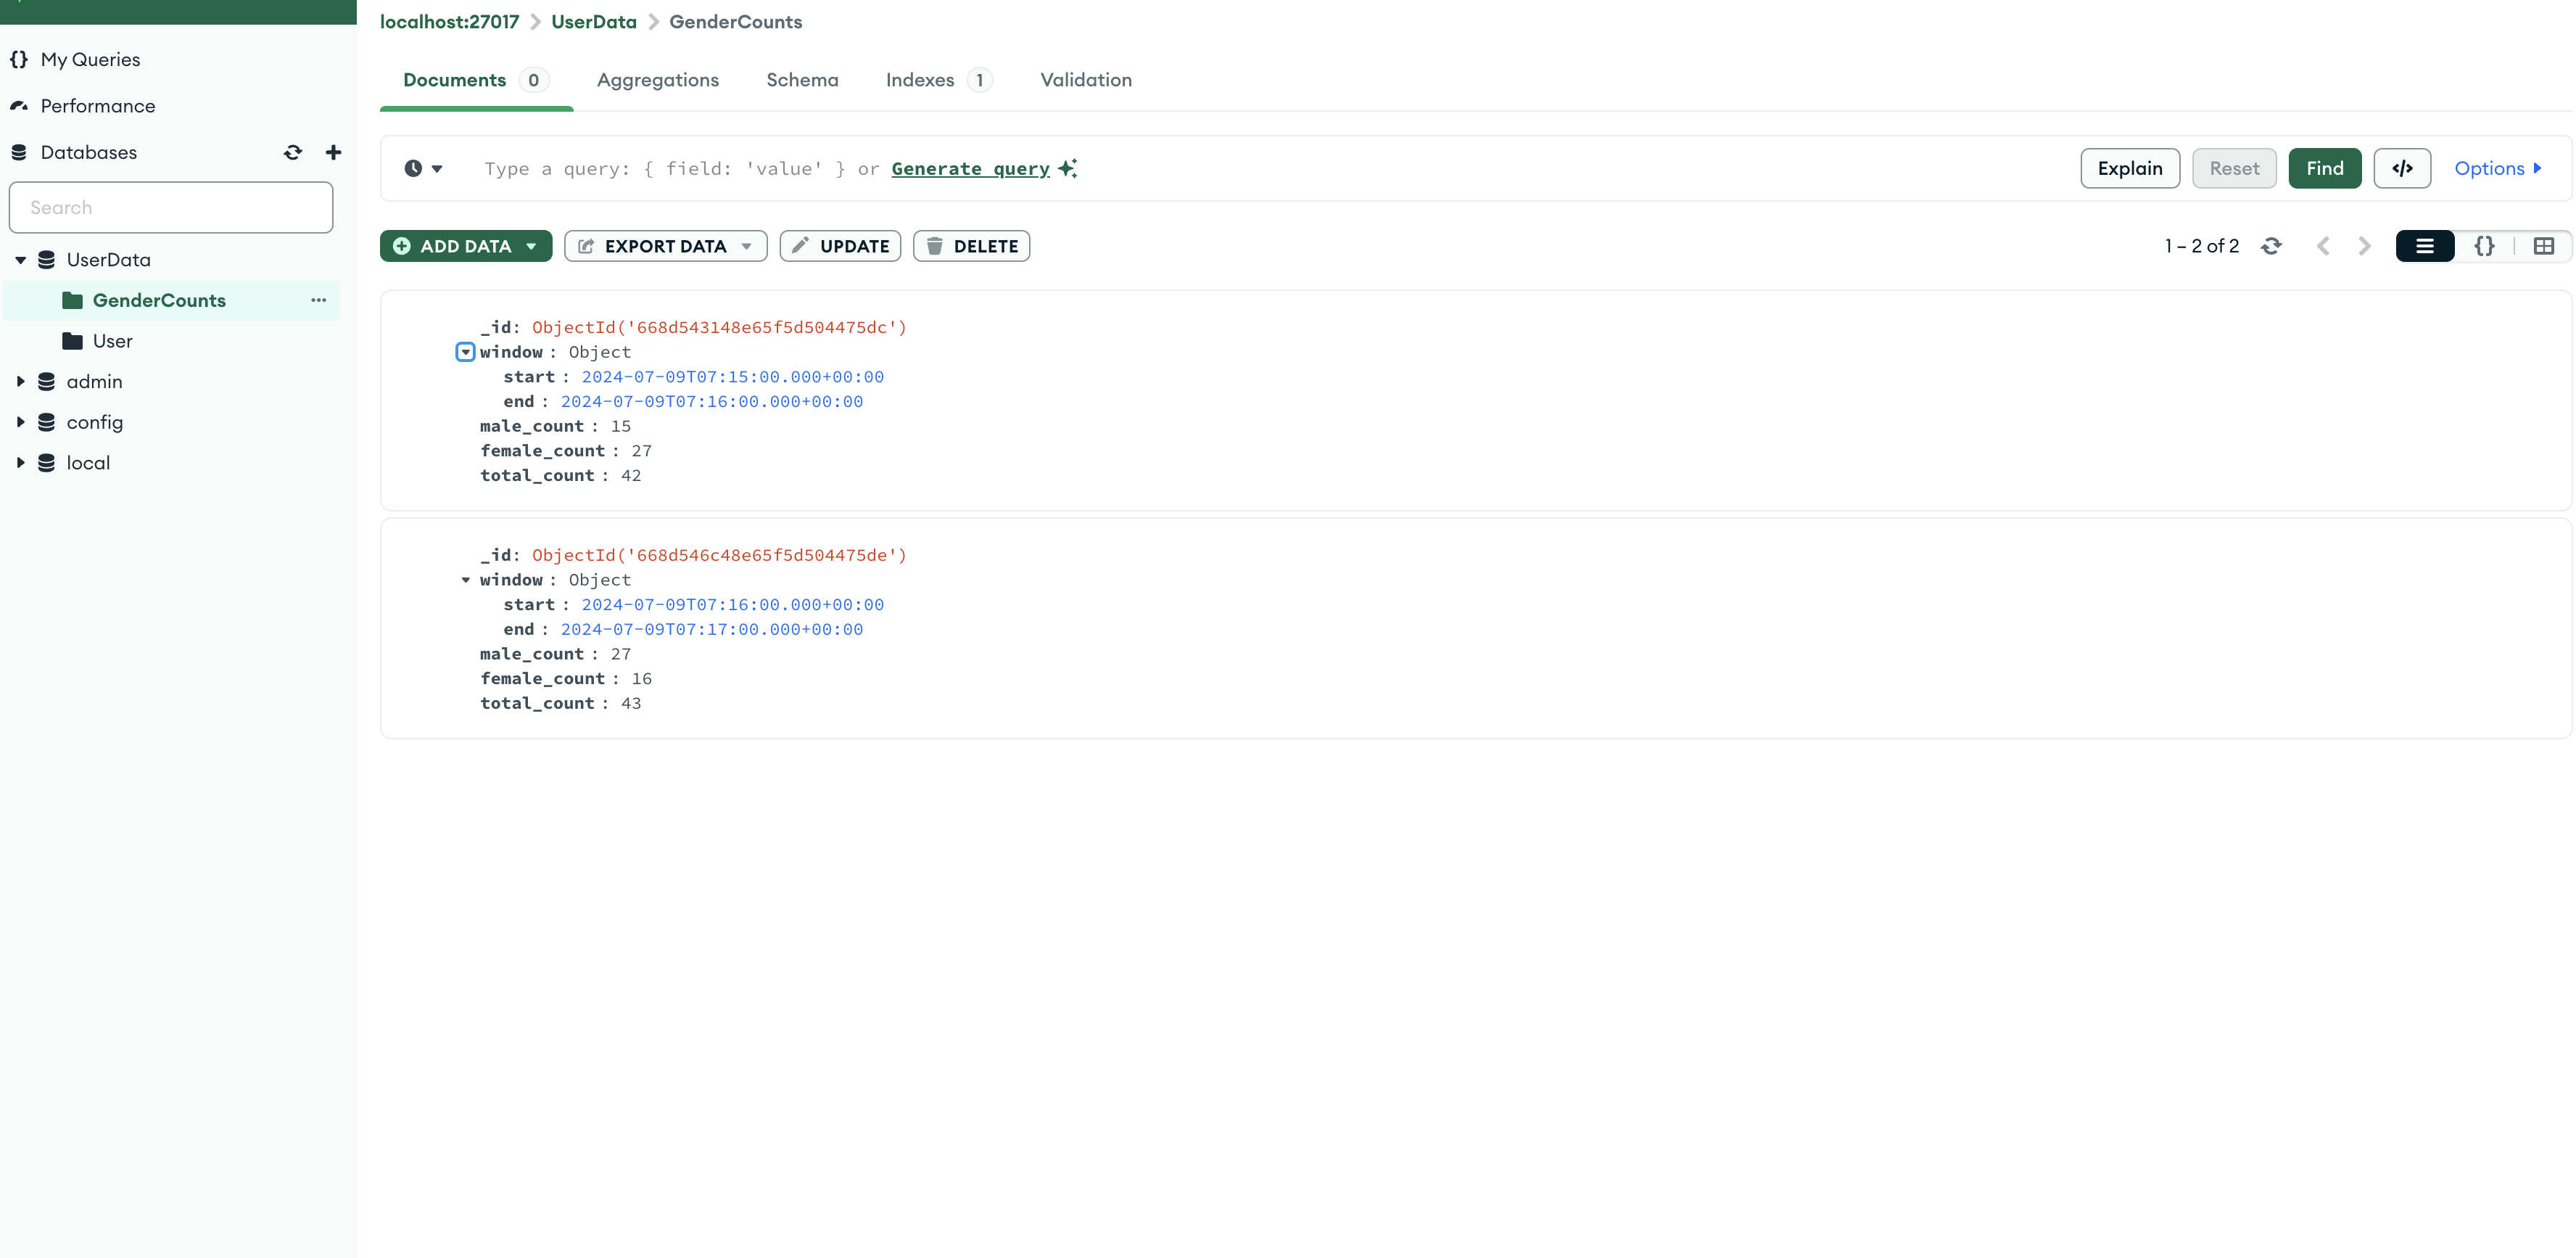 My Queries
Performance
Databases
Search
UserData
GenderCounts
User
admin
config
local
localhost:27017 > UserData > GenderCounts
Documents 0 Aggregations Schema Indexes 1 Validation
Type a query: { field: 'value' } or Generate query
Explain Reset Find </> Options
ADD DATA EXPORT DATA UPDATE DELETE
1 – 2 of 2 {}
_id: ObjectId('668d543148e65f5d504475dc')
window : Object
start : 2024-07-09T07:15:00.000+00:00
end : 2024-07-09T07:16:00.000+00:00
male_count : 15
female_count : 27
total_count : 42
_id: ObjectId('668d546c48e65f5d504475de')
window : Object
start : 2024-07-09T07:16:00.000+00:00
end : 2024-07-09T07:17:00.000+00:00
male_count : 27
female_count : 16
total_count : 43